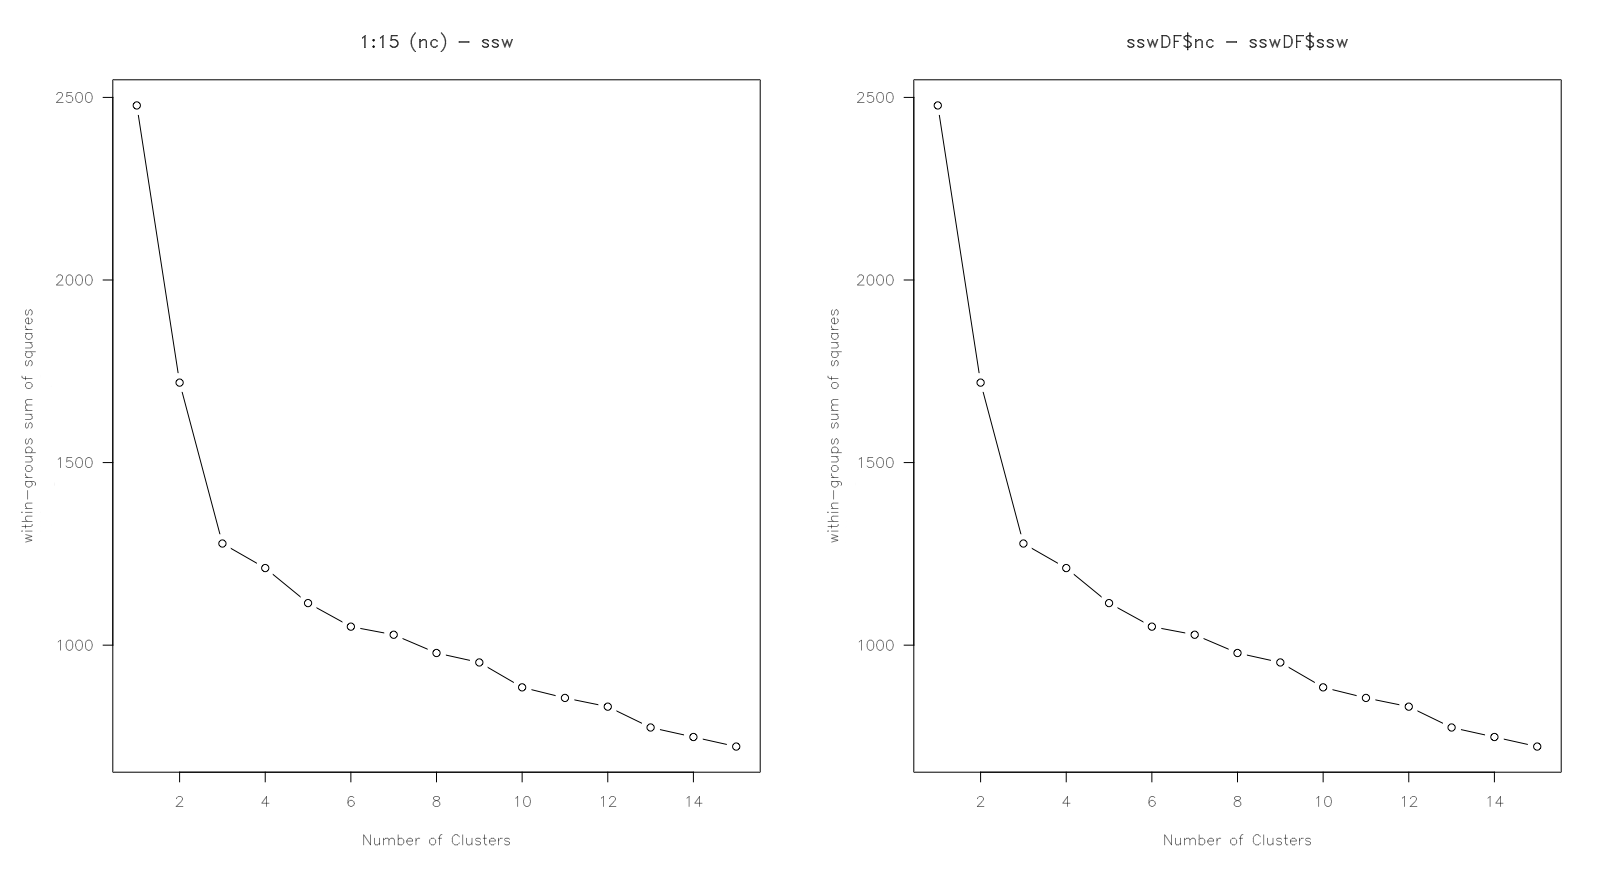 1:15 (nc) - ssw
2500
2000
1500
1000
within-groups sum of squares
2 4 6 8 10 12 14
Number of Clusters
sswDF$nc - sswDF$ssw
2500
2000
1500
1000
within-groups sum of squares
2 4 6 8 10 12 14
Number of Clusters